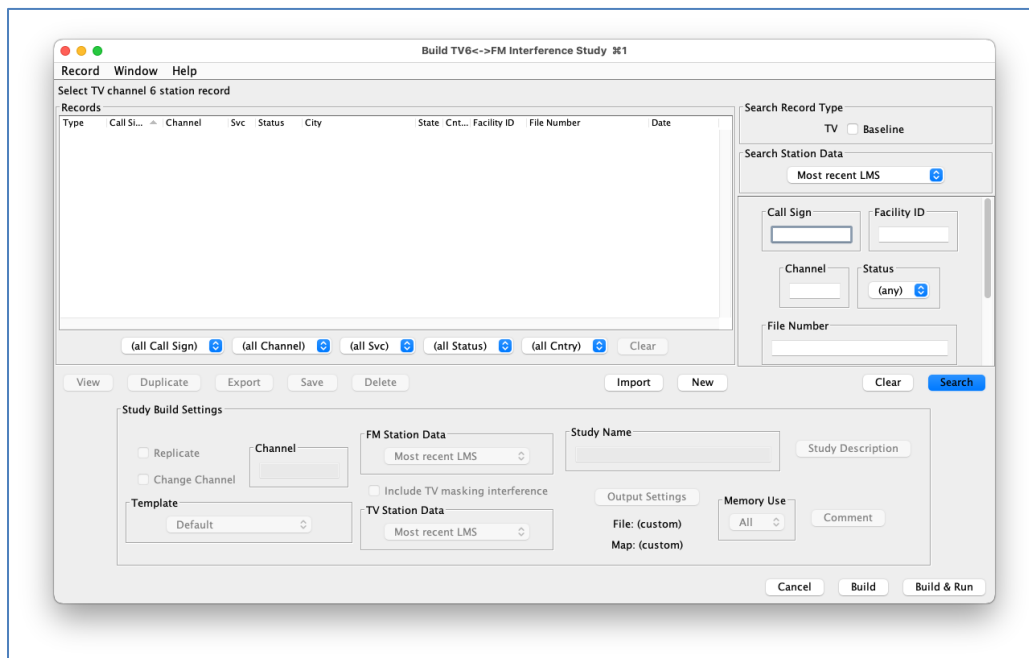 Build TV6<->FM Interference Study ⌘1
Record Window Help
Select TV channel 6 station record
Records
Type Call Si... Channel Svc Status City State Cnt... Facility ID File Number Date
(all Call Sign) (all Channel) (all Svc) (all Status) (all Cntry) Clear
Search Record Type
TV Baseline
Search Station Data
Most recent LMS
Call Sign Facility ID
Channel Status
(any)
File Number
View Duplicate Export Save Delete Import New Clear Search
Study Build Settings
Replicate
Change Channel
Channel
Template
Default
FM Station Data
Most recent LMS
Include TV masking interference
TV Station Data
Most recent LMS
Study Name
Study Description
Output Settings
File: (custom)
Map: (custom)
Memory Use
All
Comment
Cancel Build Build & Run